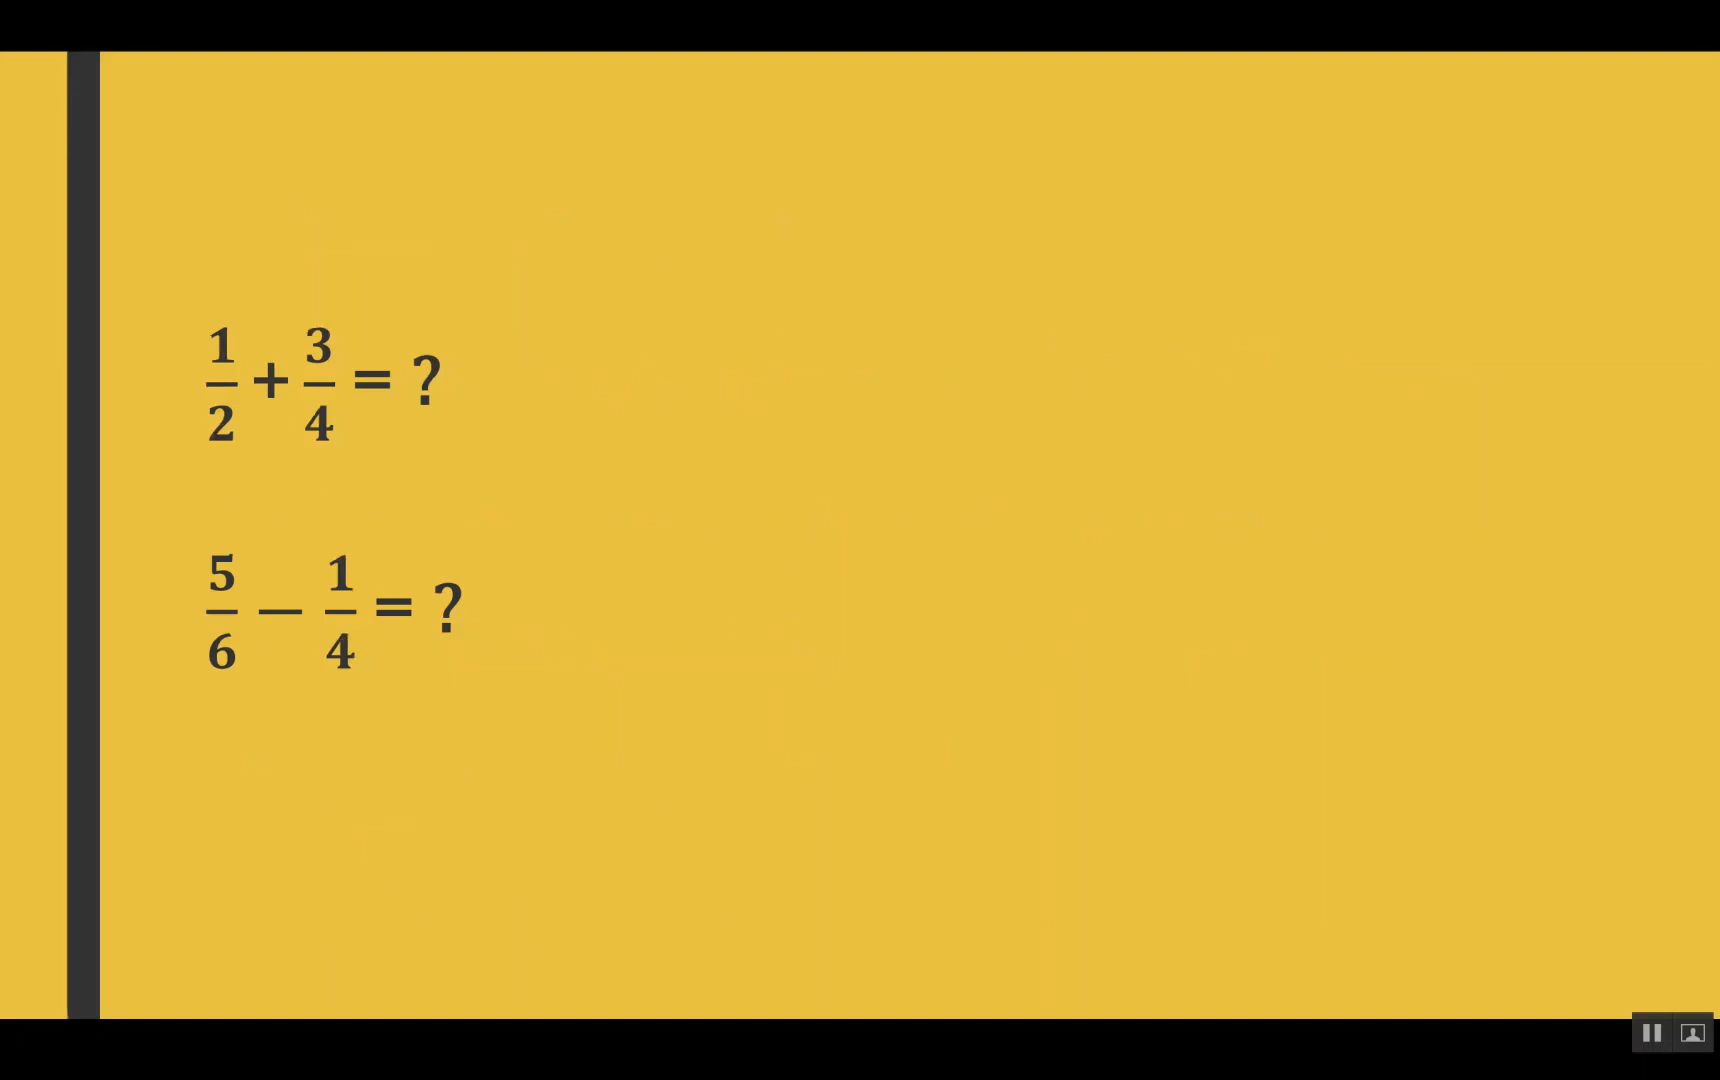 1/2 + 3/4 = ?
5/6 − 1/4 = ?